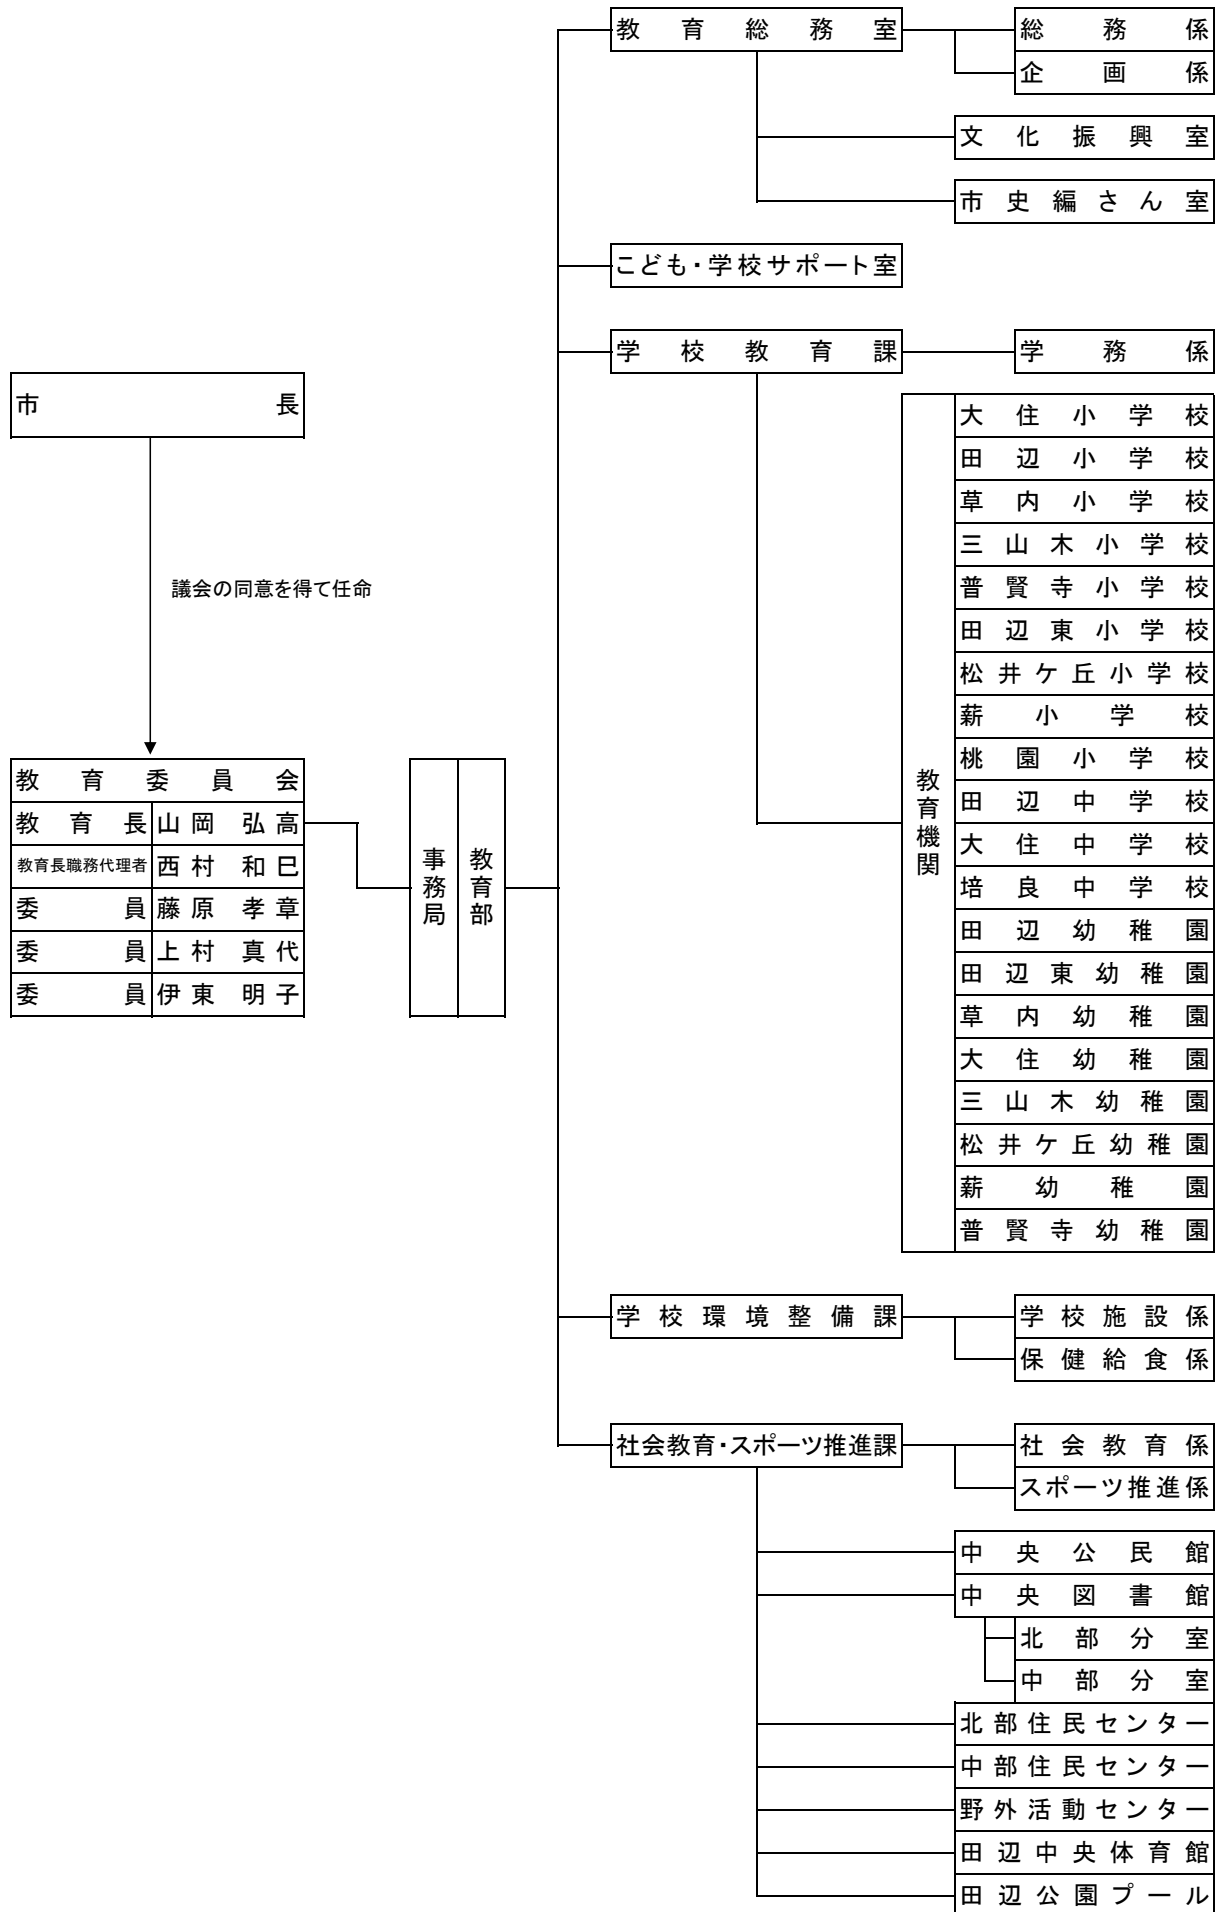 市長
議会の同意を得て任命
教育委員会
教育長 山岡 弘高
教育長職務代理者 西村 和巳
委員 藤原 孝章
委員 上村 真代
委員 伊東 明子
事務局
教育部
教育総務室
総務係
企画係
文化振興室
市史編さん室
こども・学校サポート室
学校教育課
学務係
教育機関
大住小学校
田辺小学校
草内小学校
三山木小学校
普賢寺小学校
田辺東小学校
松井ケ丘小学校
薪小学校
桃園小学校
田辺中学校
大住中学校
培良中学校
田辺幼稚園
田辺東幼稚園
草内幼稚園
大住幼稚園
三山木幼稚園
松井ケ丘幼稚園
薪幼稚園
普賢寺幼稚園
学校環境整備課
学校施設係
保健給食係
社会教育・スポーツ推進課
社会教育係
スポーツ推進係
中央公民館
中央図書館
北部分室
中部分室
北部住民センター
中部住民センター
野外活動センター
田辺中央体育館
田辺公園プール